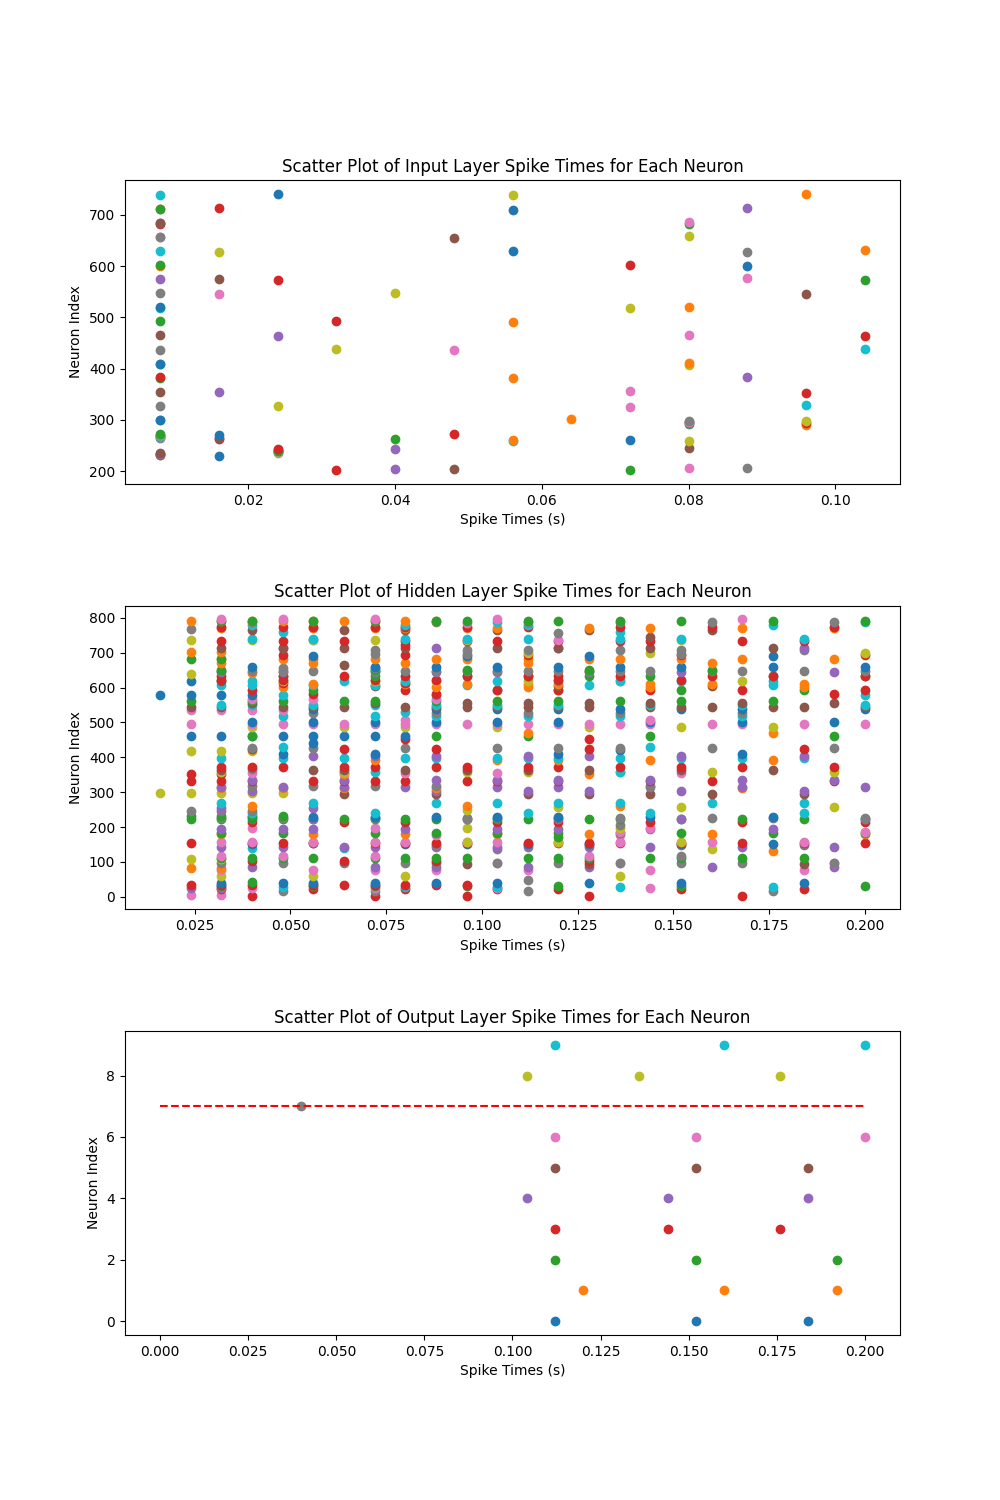 Scatter Plot of Input Layer Spike Times for Each Neuron
Neuron Index
700
600
500
400
300
200
0.02 0.04 0.06 0.08 0.10
Spike Times (s)
Scatter Plot of Hidden Layer Spike Times for Each Neuron
Neuron Index
800
700
600
500
400
300
200
100
0
0.025 0.050 0.075 0.100 0.125 0.150 0.175 0.200
Spike Times (s)
Scatter Plot of Output Layer Spike Times for Each Neuron
Neuron Index
8
6
4
2
0
0.000 0.025 0.050 0.075 0.100 0.125 0.150 0.175 0.200
Spike Times (s)